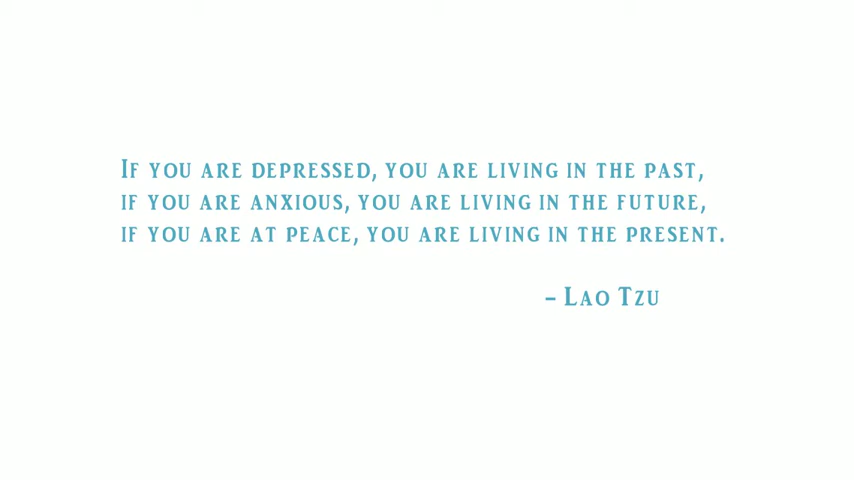 If you are depressed, you are living in the past,
if you are anxious, you are living in the future,
if you are at peace, you are living in the present.
– Lao Tzu